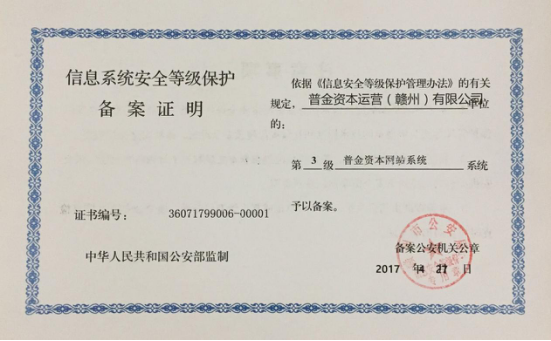 信息系统安全等级保护
备案证明
证书编号: 36071799006-00001
中华人民共和国公安部监制
依据《信息安全等级保护管理办法》的有关
规定, 普金资本运营(赣州)有限公司 单位
的:
第 3 级 普金资本网站系统 系统
予以备案。
备案公安机关公章
2017 年 4 日